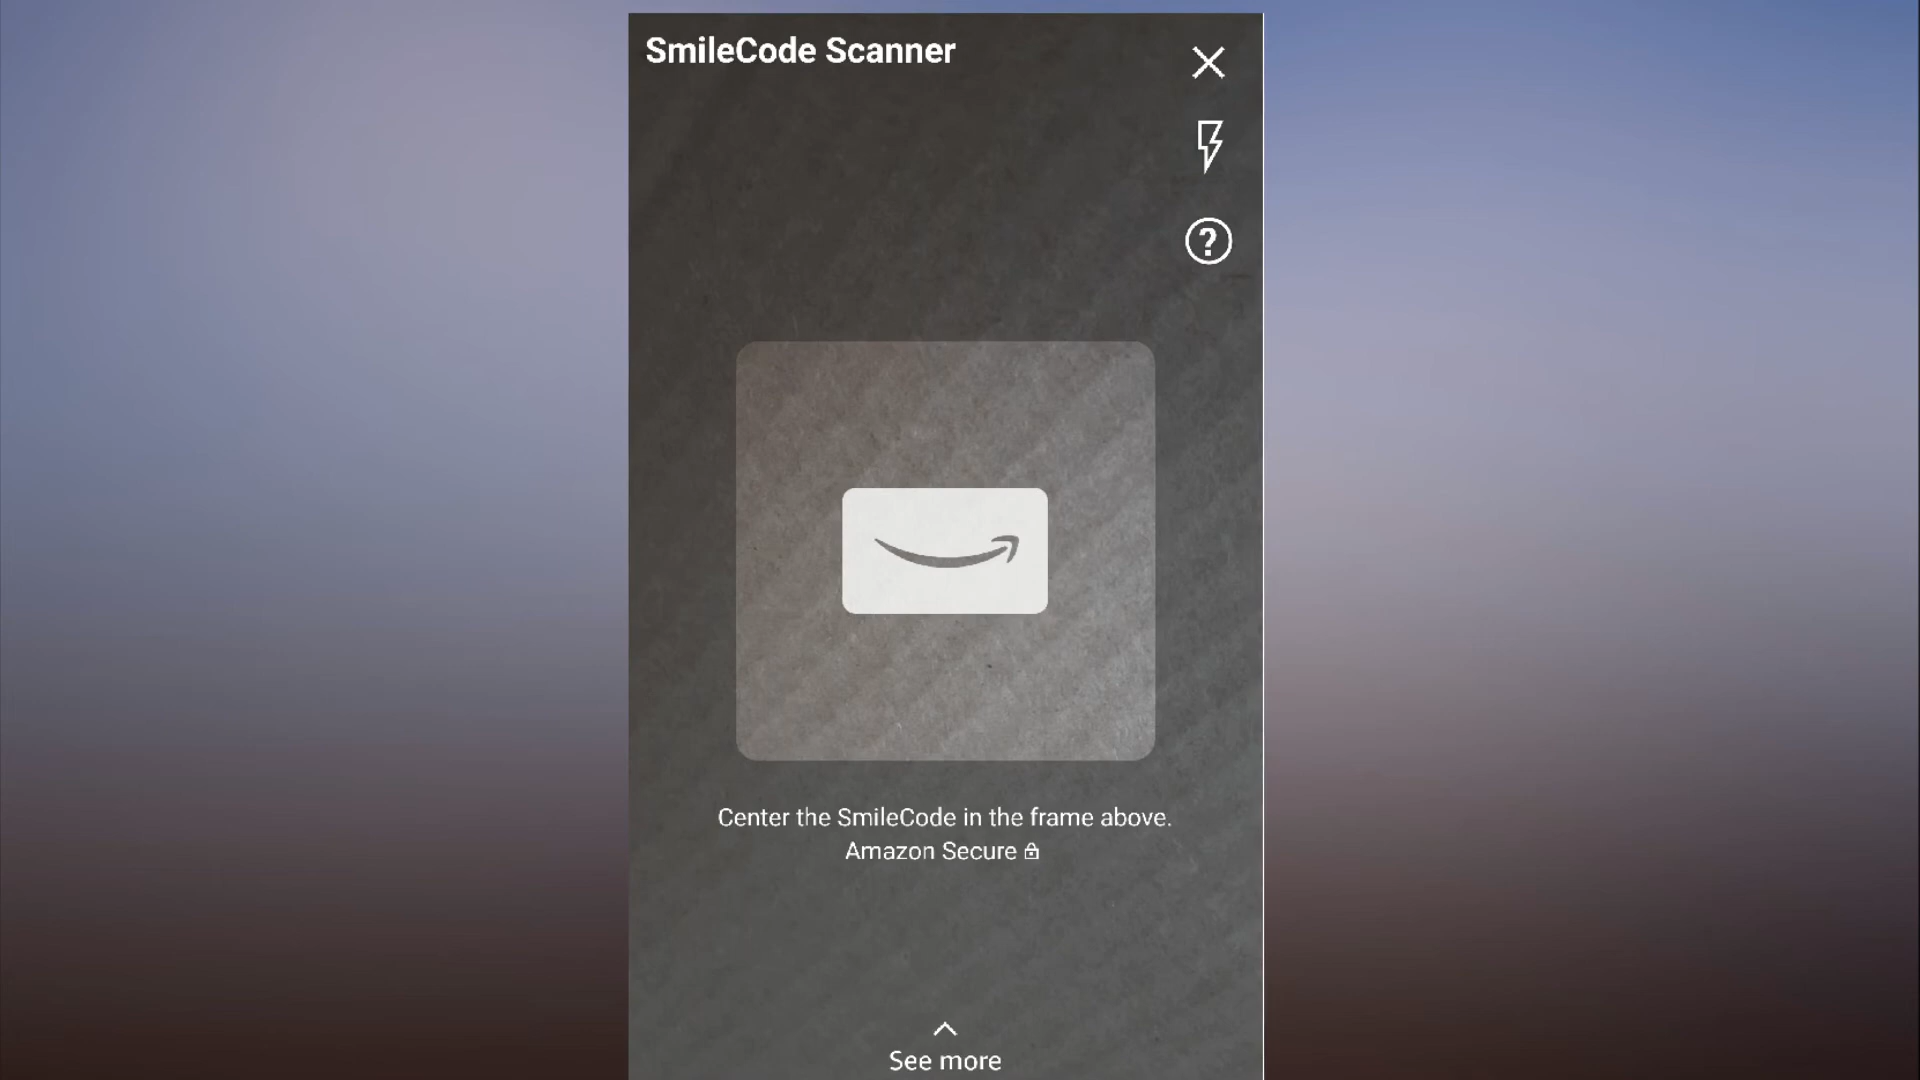 SmileCode Scanner
Center the SmileCode in the frame above.
Amazon Secure
See more